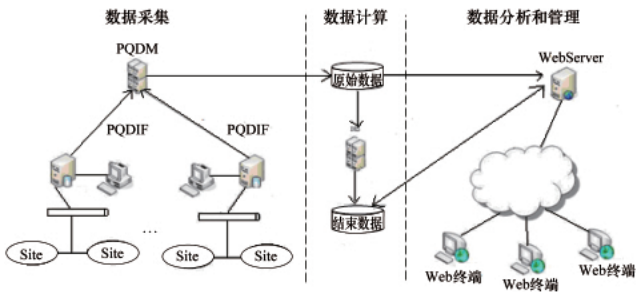 数据采集
数据计算
数据分析和管理
PQDM
原始数据
WebServer
PQDIF
PQDIF
结束数据
...
Site
Site
Site
Site
Web终端
Web终端
Web终端